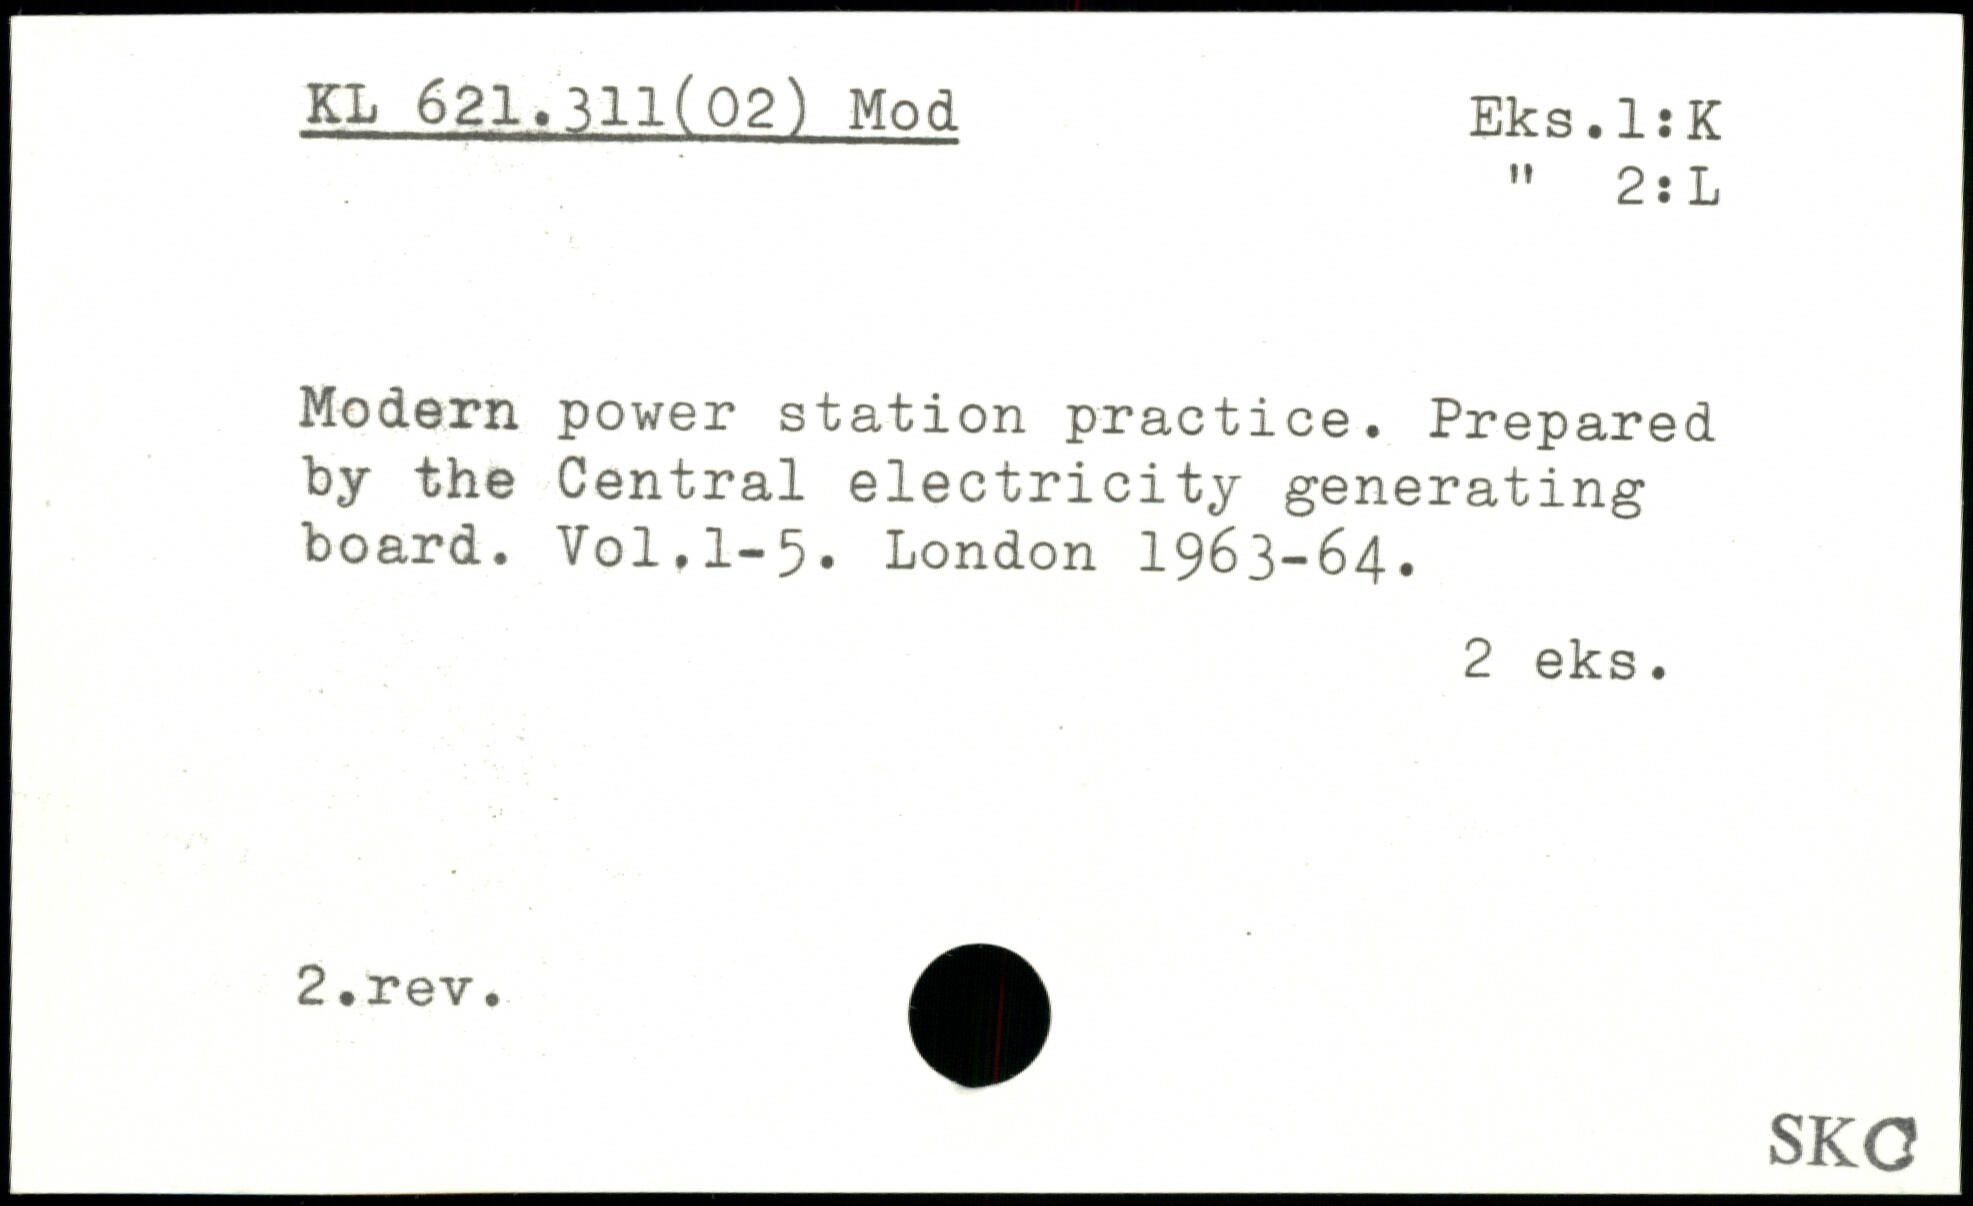 KL 621.311(02) Mod
Eks.1:K
" 2:L
Modern power station practice. Prepared
by the Central electricity generating
board. Vol.1-5. London 1963-64.
2 eks.
2.rev.
SKC